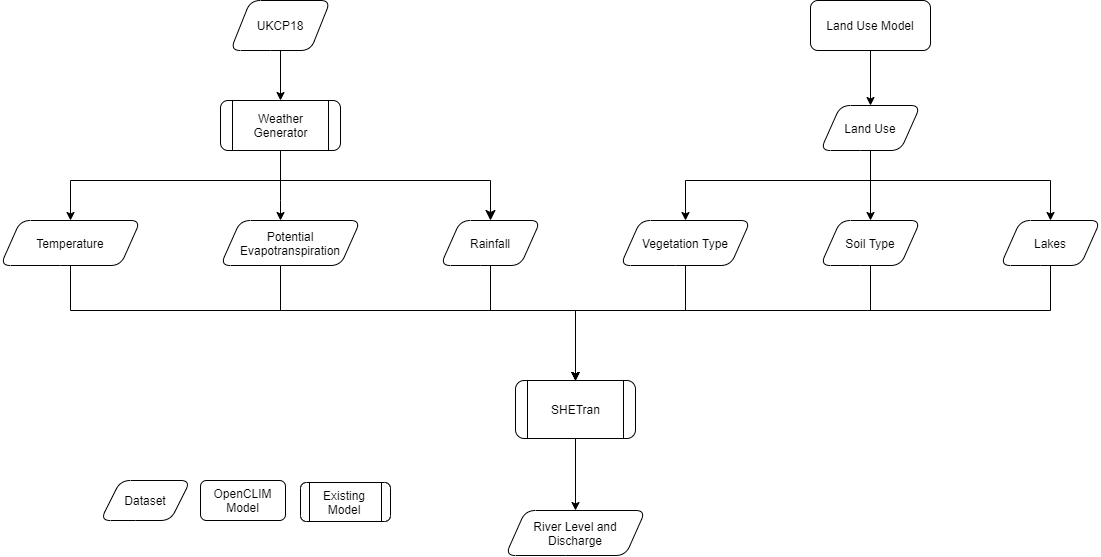 UKCP18
Land Use Model
Weather
Generator
Land Use
Temperature
Potential
Evapotranspiration
Rainfall
Vegetation Type
Soil Type
Lakes
SHETran
Dataset
OpenCLIM
Model
Existing
Model
River Level and
Discharge